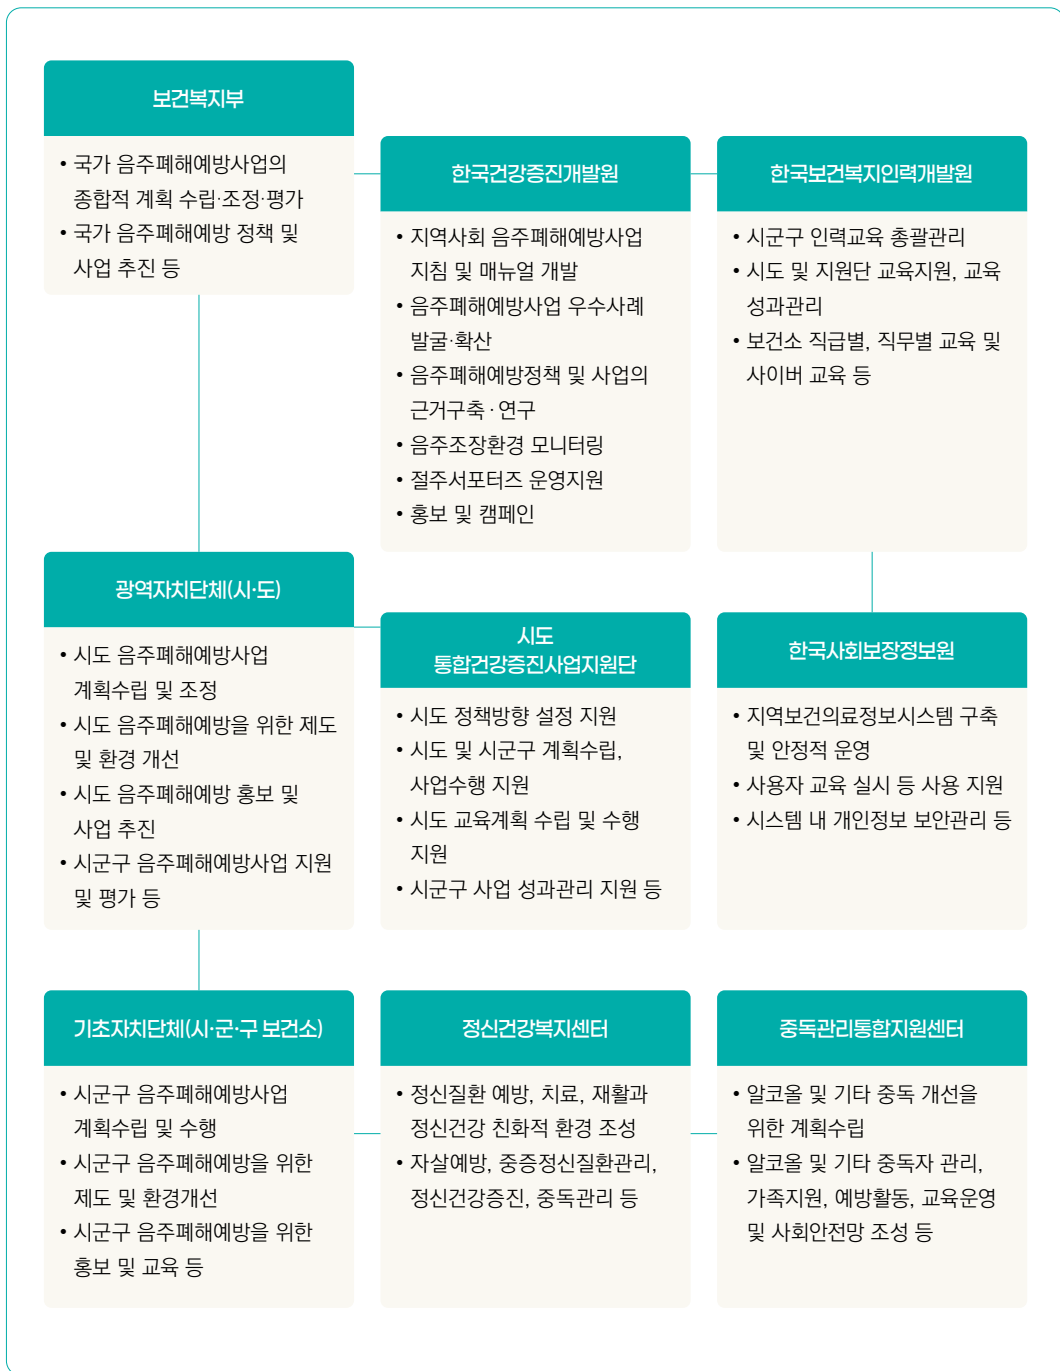 보건복지부
• 국가 음주폐해예방사업의
종합적 계획 수립·조정·평가
• 국가 음주폐해예방 정책 및
사업 추진 등
한국건강증진개발원
• 지역사회 음주폐해예방사업
지침 및 매뉴얼 개발
• 음주폐해예방사업 우수사례
발굴·확산
• 음주폐해예방정책 및 사업의
근거구축 · 연구
• 음주조장환경 모니터링
• 절주서포터즈 운영지원
• 홍보 및 캠페인
한국보건복지인력개발원
• 시군구 인력교육 총괄관리
• 시도 및 지원단 교육지원, 교육
성과관리
• 보건소 직급별, 직무별 교육 및
사이버 교육 등
광역자치단체(시·도)
• 시도 음주폐해예방사업
계획수립 및 조정
• 시도 음주폐해예방을 위한 제도
및 환경 개선
• 시도 음주폐해예방 홍보 및
사업 추진
• 시군구 음주폐해예방사업 지원
및 평가 등
시도
통합건강증진사업지원단
• 시도 정책방향 설정 지원
• 시도 및 시군구 계획수립,
사업수행 지원
• 시도 교육계획 수립 및 수행
지원
• 시군구 사업 성과관리 지원 등
한국사회보장정보원
• 지역보건의료정보시스템 구축
및 안정적 운영
• 사용자 교육 실시 등 사용 지원
• 시스템 내 개인정보 보안관리 등
기초자치단체(시·군·구 보건소)
• 시군구 음주폐해예방사업
계획수립 및 수행
• 시군구 음주폐해예방을 위한
제도 및 환경개선
• 시군구 음주폐해예방을 위한
홍보 및 교육 등
정신건강복지센터
• 정신질환 예방, 치료, 재활과
정신건강 친화적 환경 조성
• 자살예방, 중증정신질환관리,
정신건강증진, 중독관리 등
중독관리통합지원센터
• 알코올 및 기타 중독 개선을
위한 계획수립
• 알코올 및 기타 중독자 관리,
가족지원, 예방활동, 교육운영
및 사회안전망 조성 등